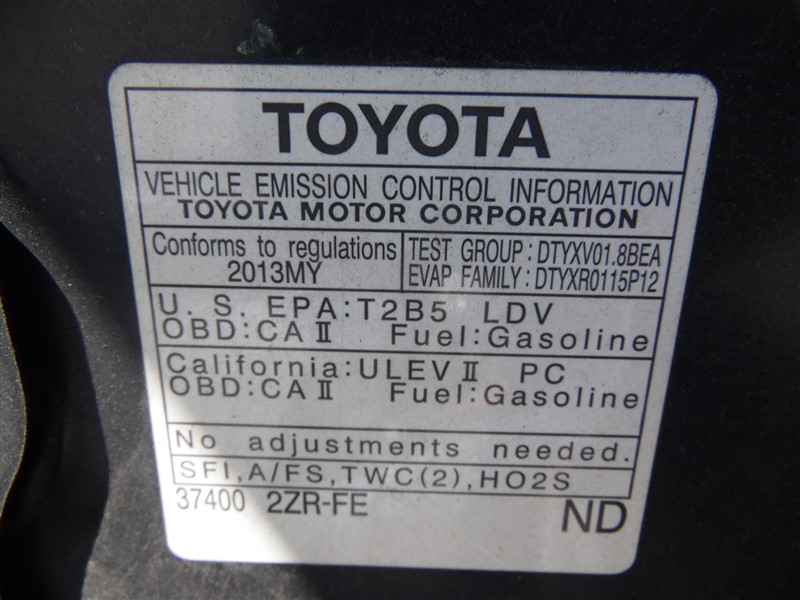 TOYOTA
VEHICLE EMISSION CONTROL INFORMATION
TOYOTA MOTOR CORPORATION
Conforms to regulations
2013MY
TEST GROUP : DTYXV01.8BEA
EVAP FAMILY : DTYXR0115P12
U. S. EPA:T2B5 LDV
OBD:CAⅡ Fuel:Gasoline
California:ULEVⅡ PC
OBD:CAⅡ Fuel:Gasoline
No adjustments needed.
SFI,A/FS,TWC(2),HO2S
37400 2ZR-FE ND